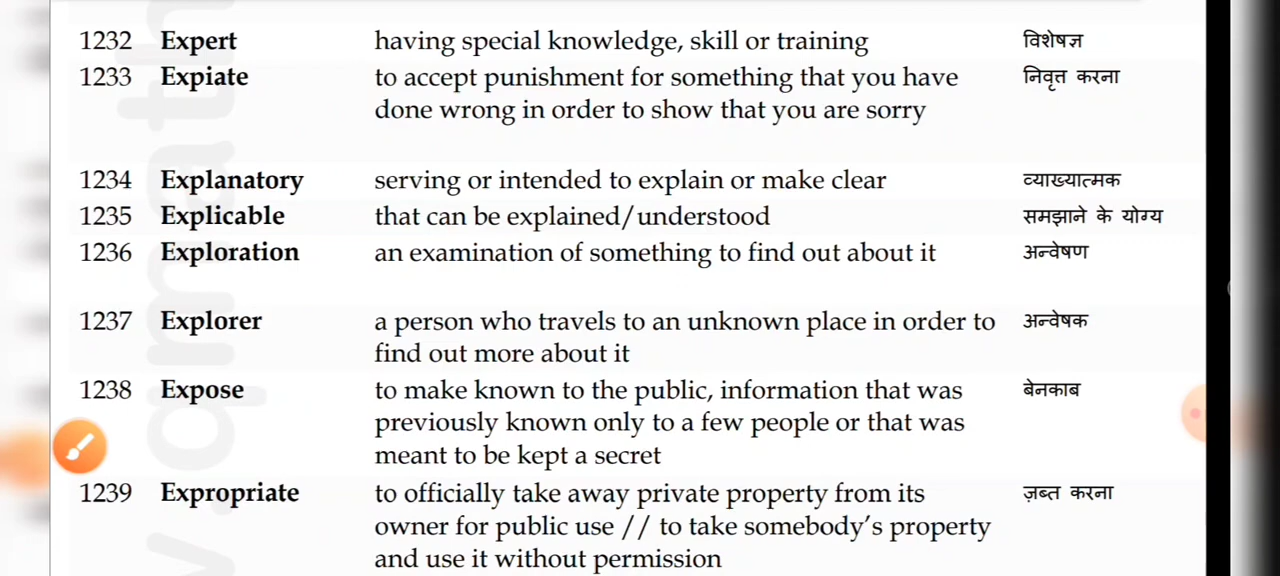 1232 Expert having special knowledge, skill or training विशेषज्ञ
1233 Expiate to accept punishment for something that you have निवृत्त करना
done wrong in order to show that you are sorry
1234 Explanatory serving or intended to explain or make clear व्याख्यात्मक
1235 Explicable that can be explained/understood समझाने के योग्य
1236 Exploration an examination of something to find out about it अन्वेषण
1237 Explorer a person who travels to an unknown place in order to अन्वेषक
find out more about it
1238 Expose to make known to the public, information that was बेनकाब
previously known only to a few people or that was
meant to be kept a secret
1239 Expropriate to officially take away private property from its ज़ब्त करना
owner for public use // to take somebody's property
and use it without permission
w.qmath